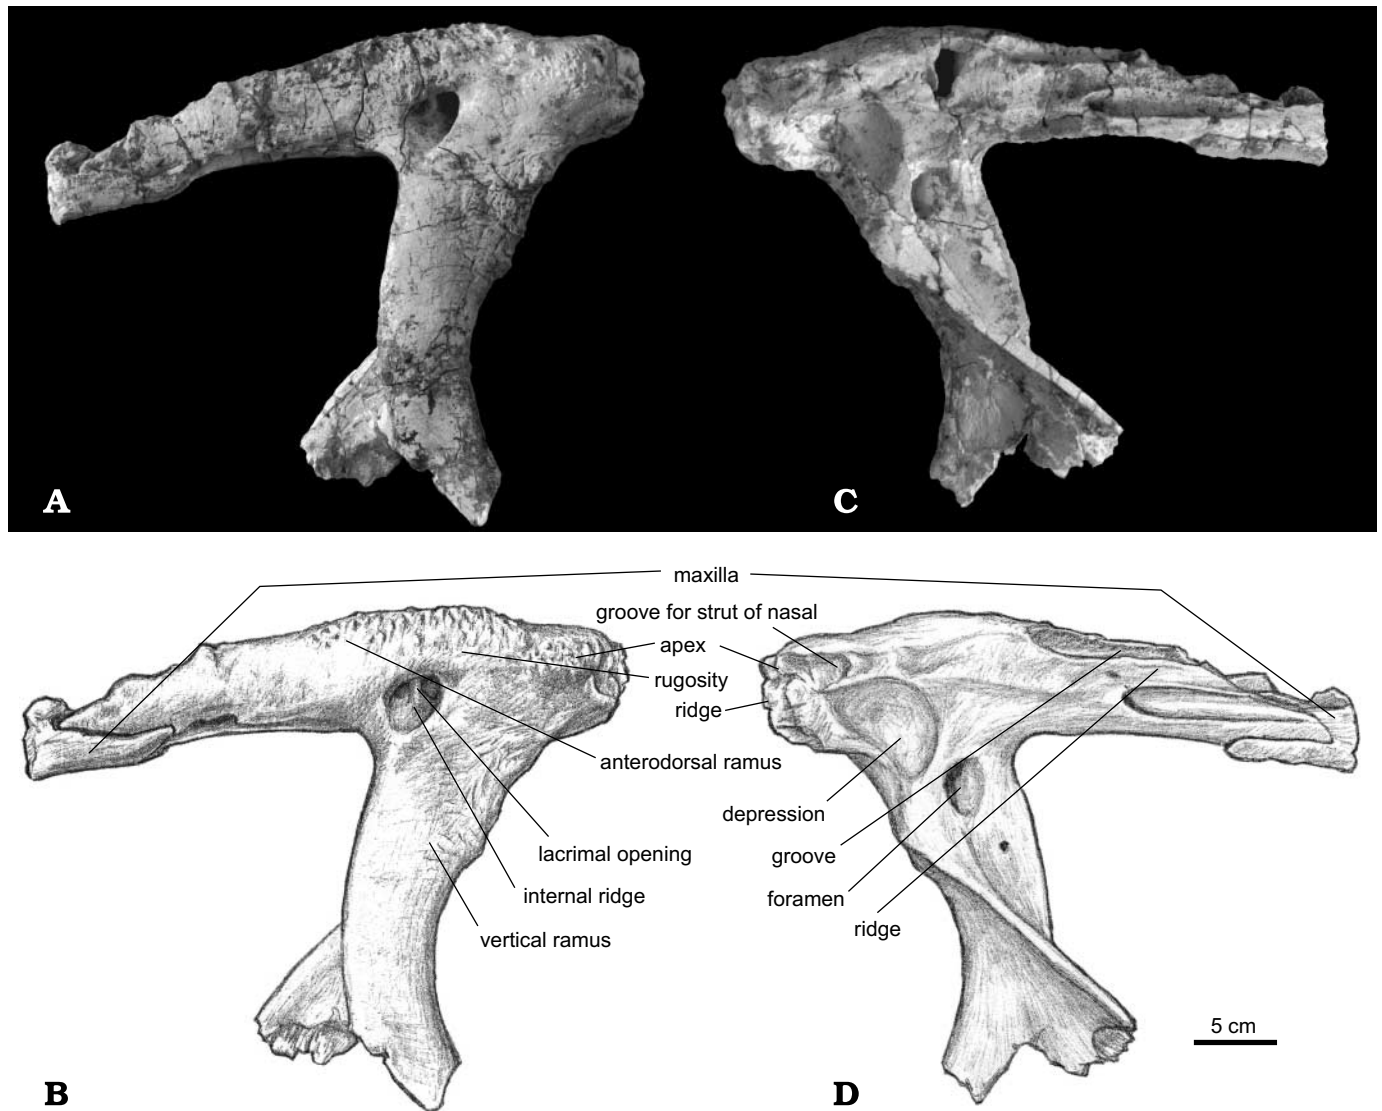 A
C
maxilla
groove for strut of nasal
apex
rugosity
ridge
anterodorsal ramus
depression
lacrimal opening
groove
internal ridge
foramen
vertical ramus
ridge
5 cm
B
D